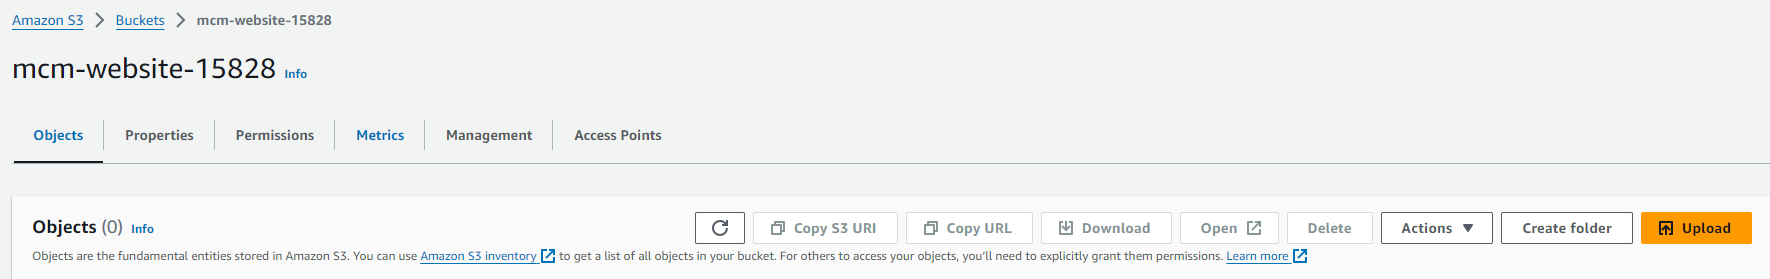 Amazon S3 > Buckets > mcm-website-15828
mcm-website-15828 Info
Objects Properties Permissions Metrics Management Access Points
Objects (0) Info Copy S3 URI Copy URL Download Open Delete Actions Create folder Upload
Objects are the fundamental entities stored in Amazon S3. You can use Amazon S3 inventory to get a list of all objects in your bucket. For others to access your objects, you’ll need to explicitly grant them permissions. Learn more